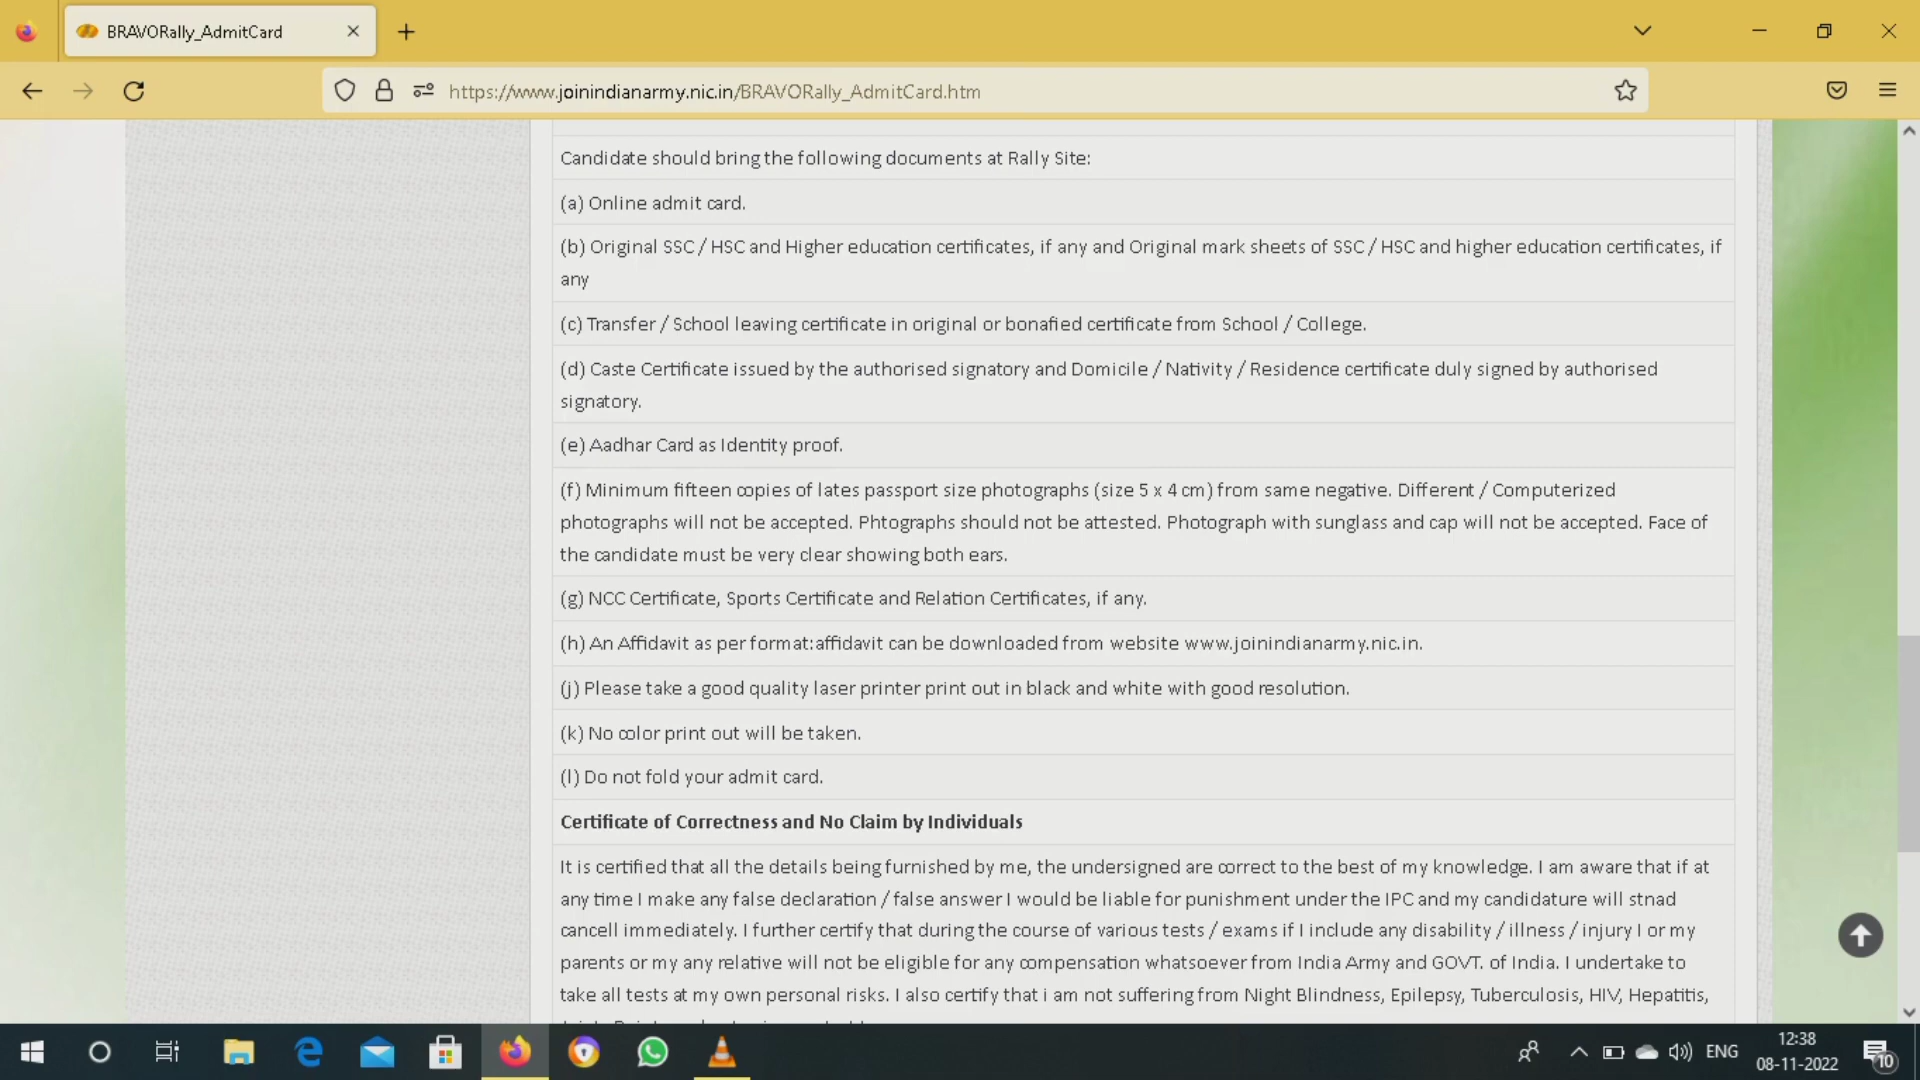 BRAVORally_AdmitCard
https://www.joinindianarmy.nic.in/BRAVORally_AdmitCard.htm
Candidate should bring the following documents at Rally Site:
(a) Online admit card.
(b) Original SSC / HSC and Higher education certificates, if any and Original mark sheets of SSC / HSC and higher education certificates, if
any
(c) Transfer / School leaving certificate in original or bonafied certificate from School / College.
(d) Caste Certificate issued by the authorised signatory and Domicile / Nativity / Residence certificate duly signed by authorised
signatory.
(e) Aadhar Card as Identity proof.
(f) Minimum fifteen copies of lates passport size photographs (size 5 x 4 cm) from same negative. Different / Computerized
photographs will not be accepted. Phtographs should not be attested. Photograph with sunglass and cap will not be accepted. Face of
the candidate must be very clear showing both ears.
(g) NCC Certificate, Sports Certificate and Relation Certificates, if any.
(h) An Affidavit as per format:affidavit can be downloaded from website www.joinindianarmy.nic.in.
(j) Please take a good quality laser printer print out in black and white with good resolution.
(k) No color print out will be taken.
(l) Do not fold your admit card.
Certificate of Correctness and No Claim by Individuals
It is certified that all the details being furnished by me, the undersigned are correct to the best of my knowledge. I am aware that if at
any time I make any false declaration / false answer I would be liable for punishment under the IPC and my candidature will stnad
cancell immediately. I further certify that during the course of various tests / exams if I include any disability / illness / injury I or my
parents or my any relative will not be eligible for any compensation whatsoever from India Army and GOVT. of India. I undertake to
take all tests at my own personal risks. I also certify that i am not suffering from Night Blindness, Epilepsy, Tuberculosis, HIV, Hepatitis,
ENG
12:38
08-11-2022
10